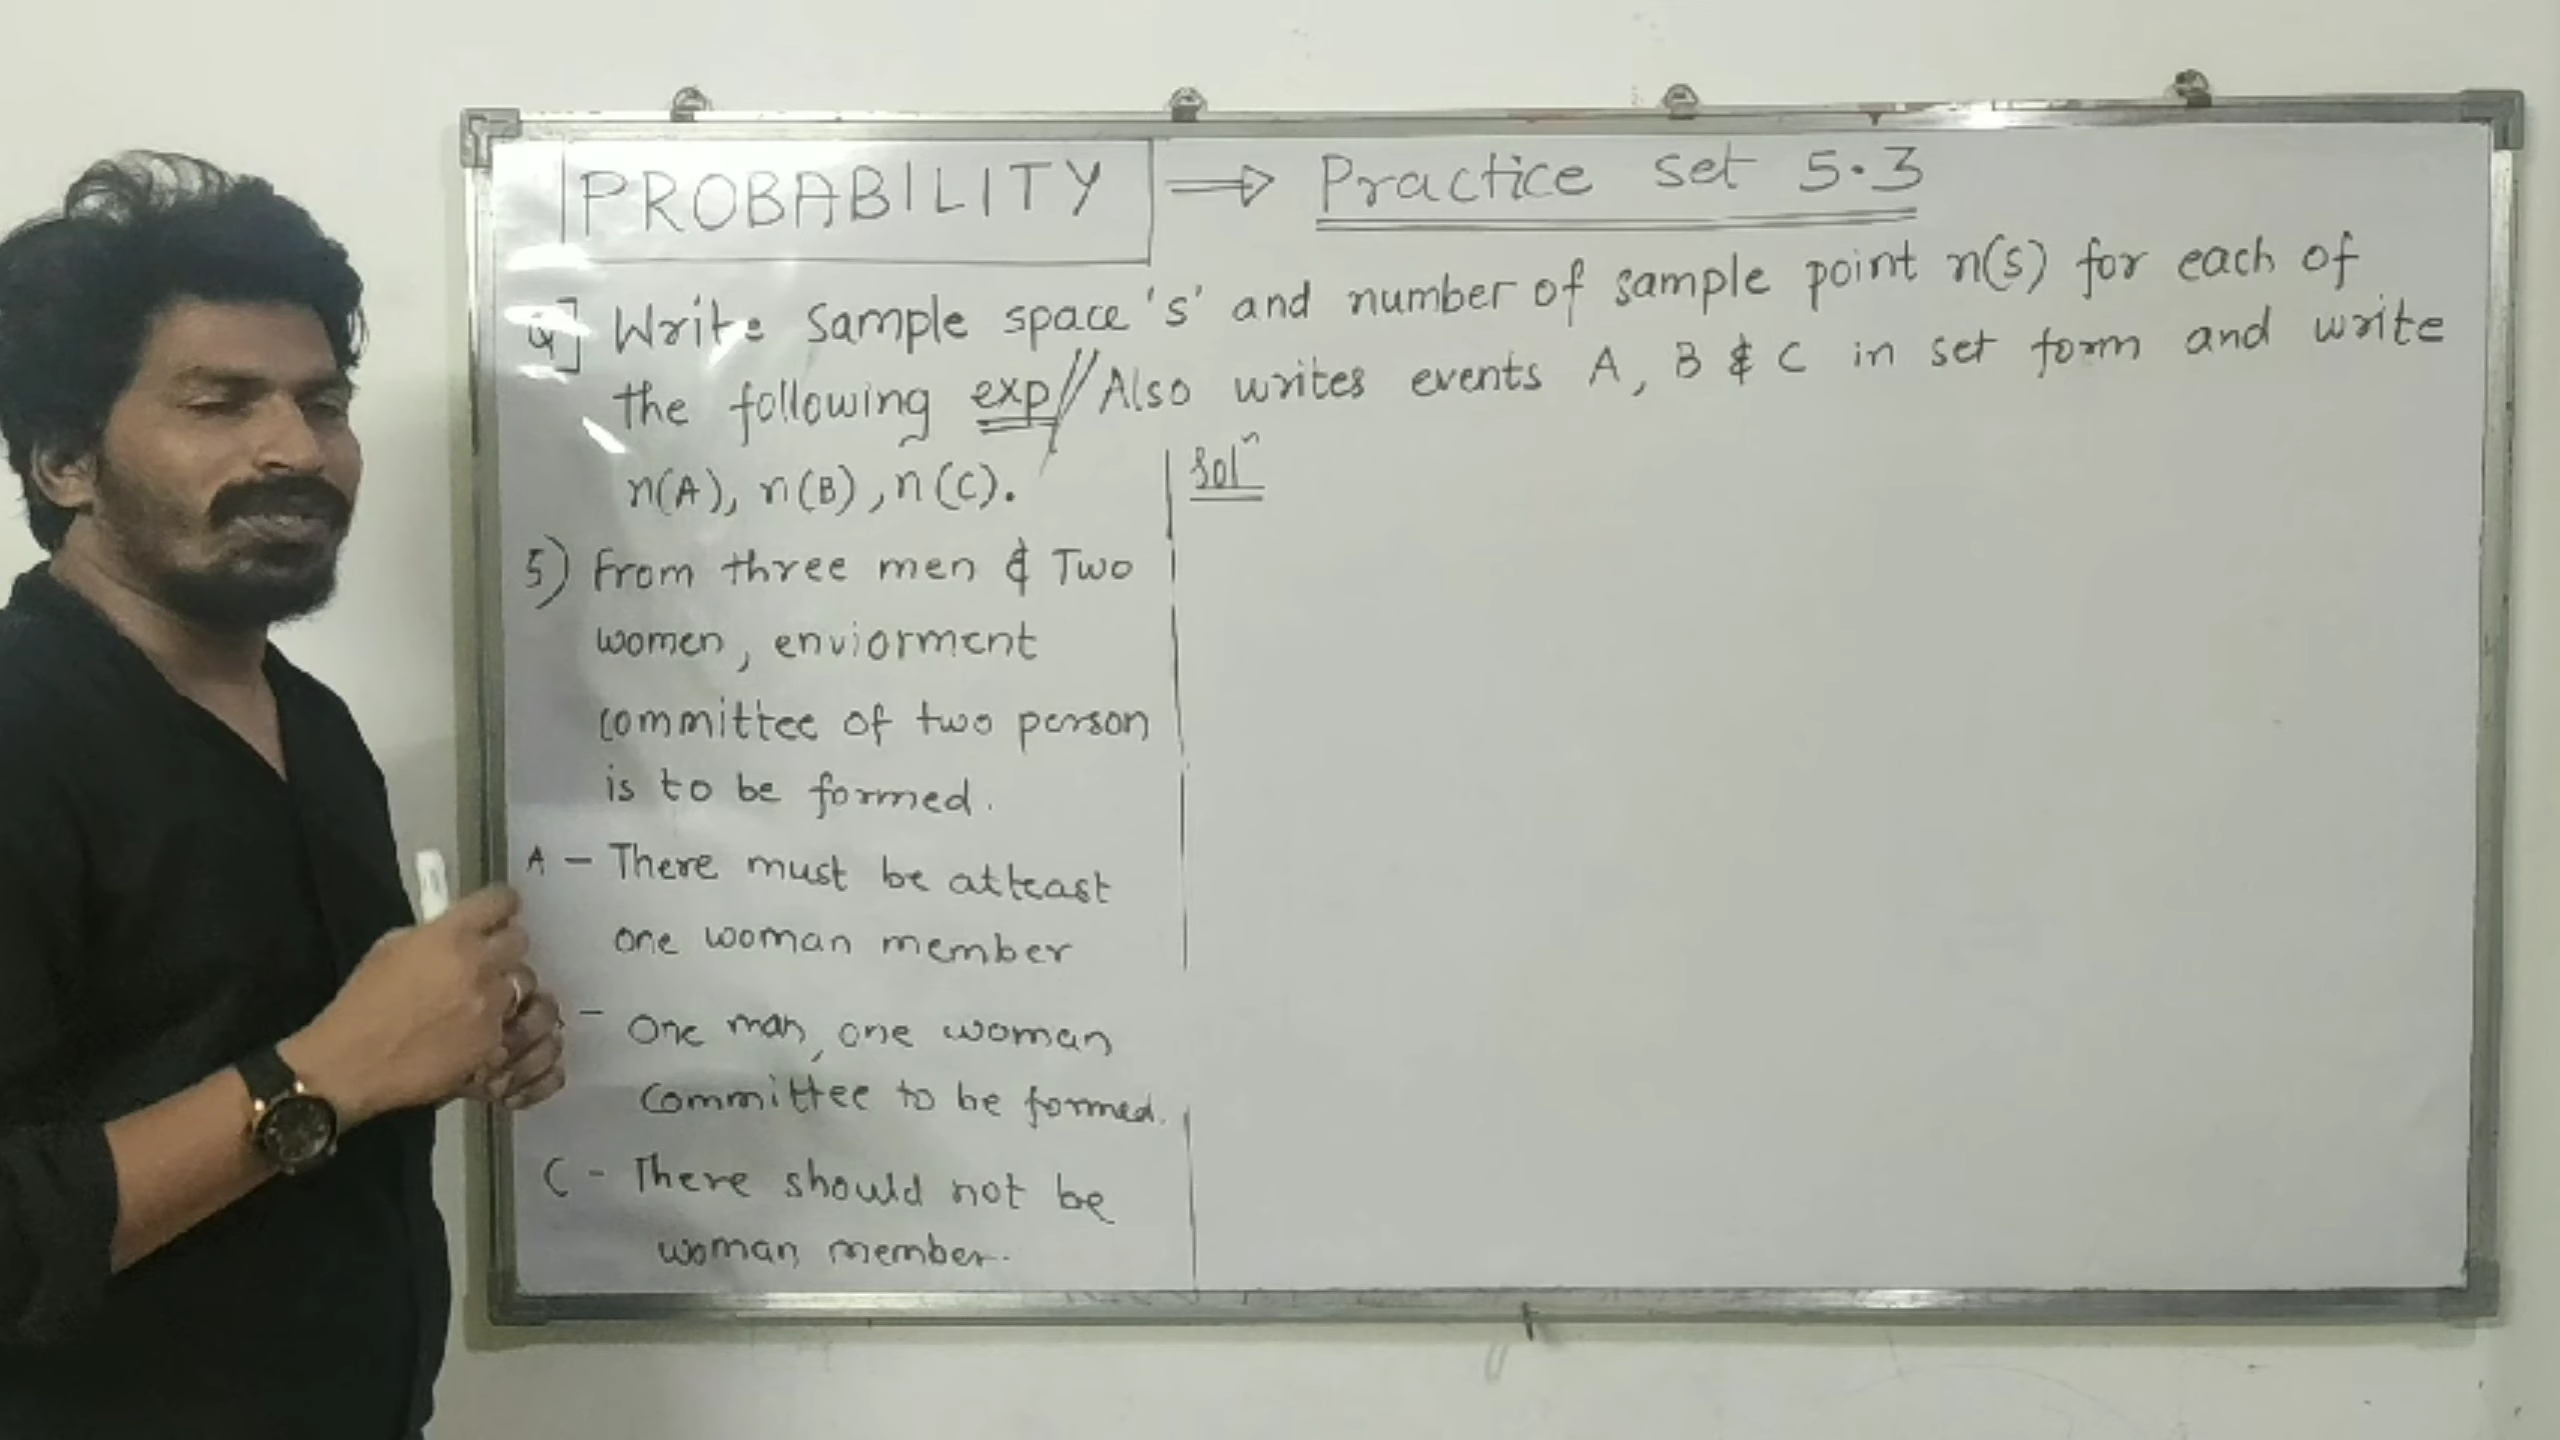 PROBABILITY ⇒ Practice set 5.3
Q] Write sample space 's' and number of sample point n(s) for each of
the following exp// Also writes events A, B & C in set form and write
n(A), n(B), n(C).
Solⁿ
5) From three men & Two
women, enviorment
committee of two person
is to be formed.
A - There must be atleast
one woman member
- One man, one woman
committee to be formed.
C - There should not be
woman member.